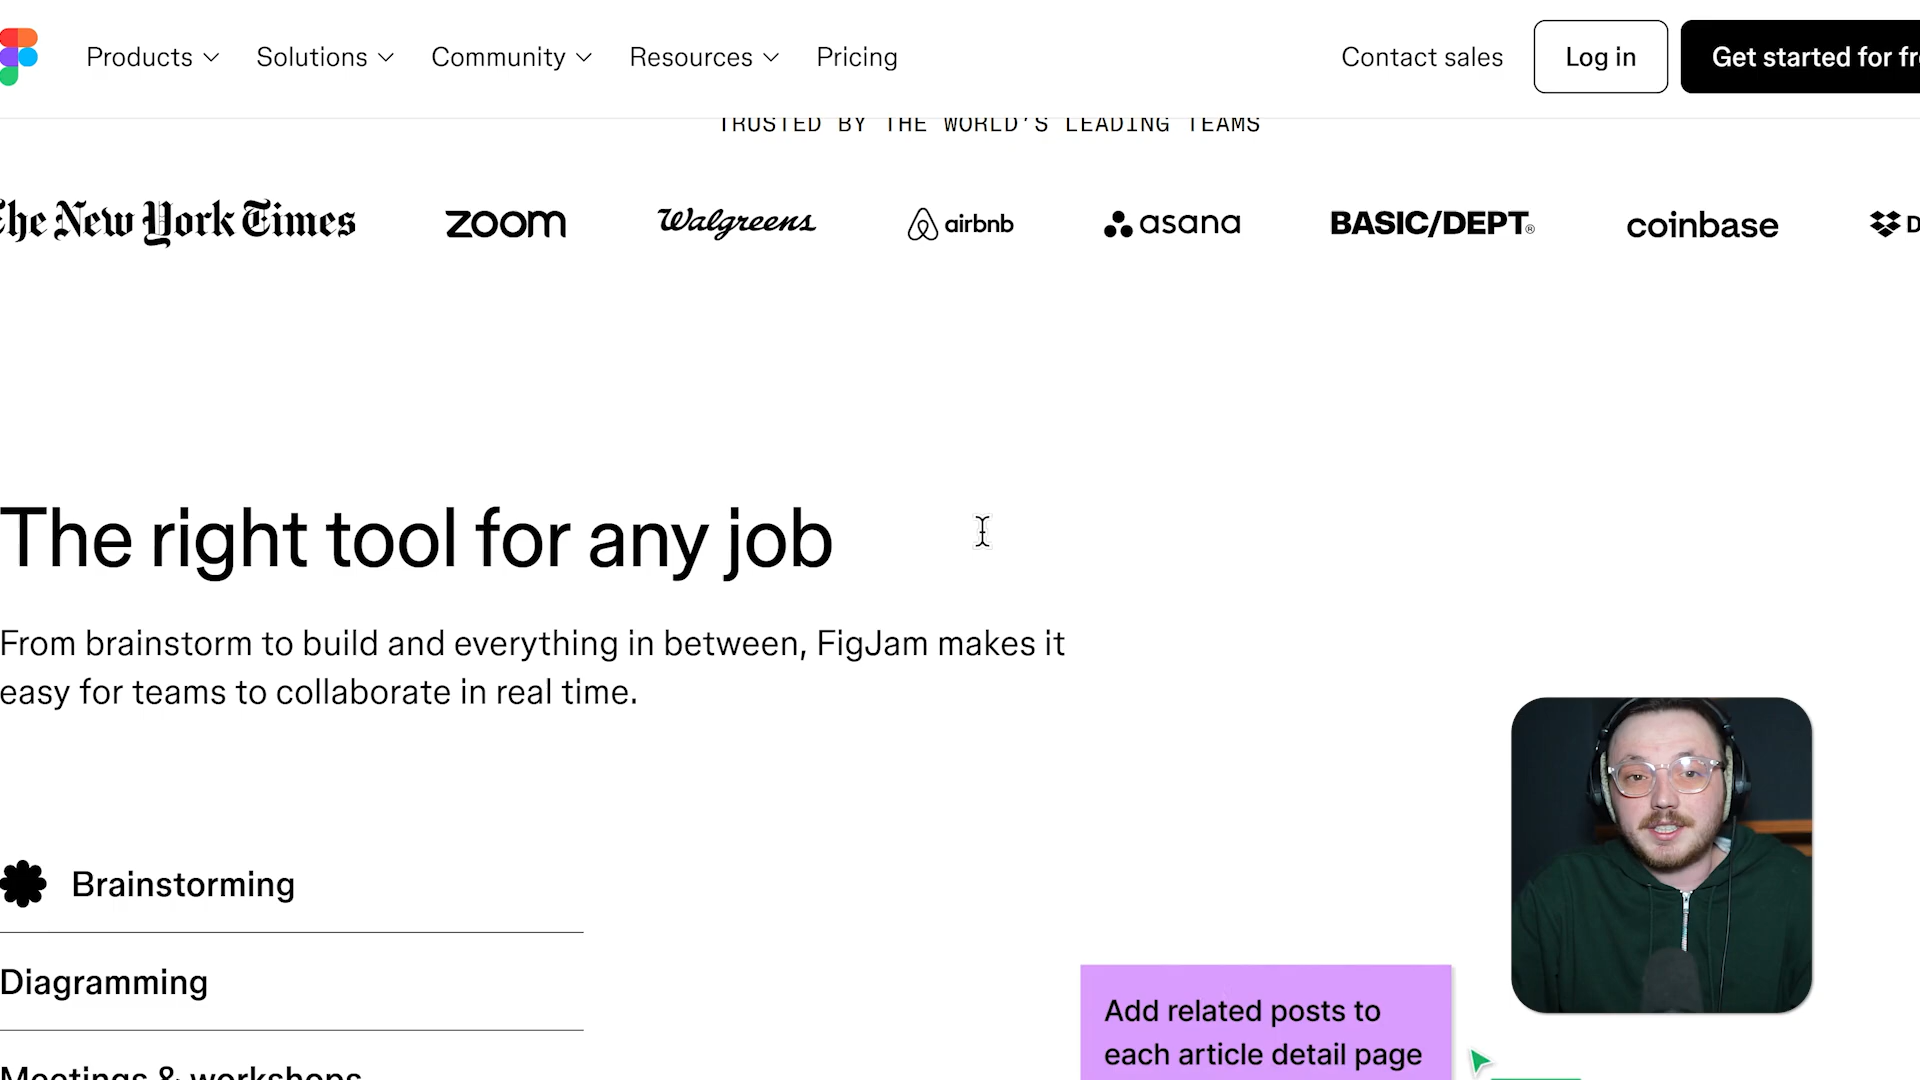 Products
Solutions
Community
Resources
Pricing
Contact sales
Log in
Get started for fr
TRUSTED BY THE WORLD'S LEADING TEAMS
The New York Times
zoom
Walgreens
airbnb
asana
BASIC/DEPT®
coinbase
D
The right tool for any job
From brainstorm to build and everything in between, FigJam makes it
easy for teams to collaborate in real time.
Brainstorming
Diagramming
Meetings & workshops
Add related posts to
each article detail page